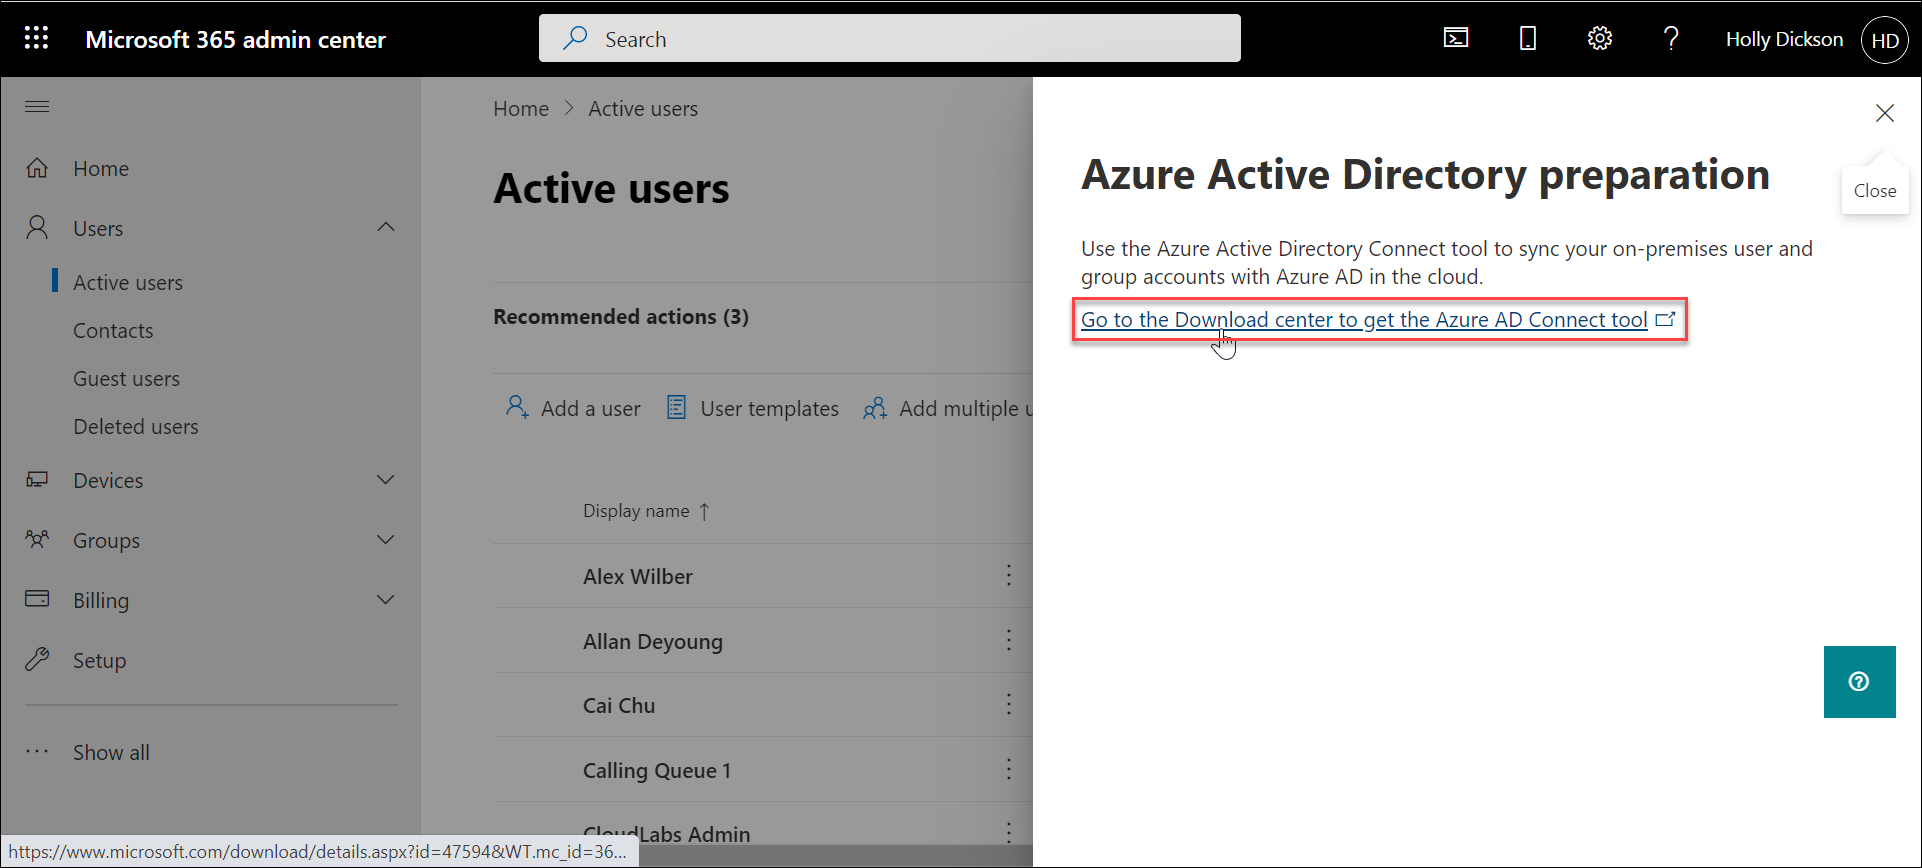 Microsoft 365 admin center
Search
Holly Dickson
HD
Home
Users
Active users
Contacts
Guest users
Deleted users
Devices
Groups
Billing
Setup
Show all
Home > Active users
Active users
Recommended actions (3)
Add a user
User templates
Add multiple u
Display name ↑
Alex Wilber
Allan Deyoung
Cai Chu
Calling Queue 1
CloudLabs Admin
Azure Active Directory preparation
Close
Use the Azure Active Directory Connect tool to sync your on-premises user and
group accounts with Azure AD in the cloud.
Go to the Download center to get the Azure AD Connect tool
https://www.microsoft.com/download/details.aspx?id=47594&WT.mc_id=36...